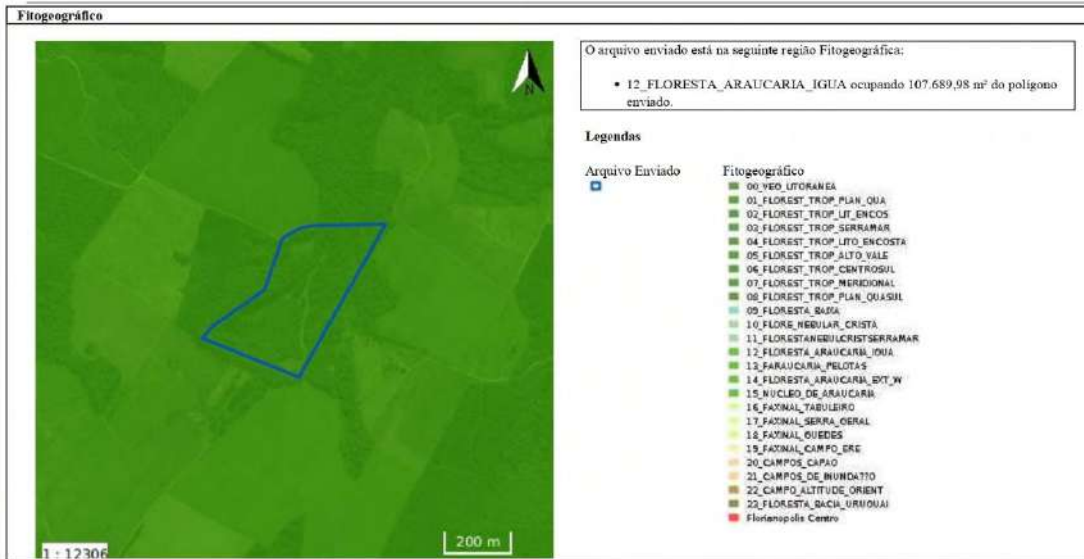 Fitogeográfico
N
200 m
1 : 12306
O arquivo enviado está na seguinte região Fitogeográfica:
• 12_FLORESTA_ARAUCARIA_IGUA ocupando 107.689,98 m² do polígono
enviado.
Legendas
Arquivo Enviado
Fitogeográfico
00_VEG_LITORANEA
01_FLOREST_TROP_PLAN_QUA
02_FLOREST_TROP_LIT_ENCOS
03_FLOREST_TROP_SERRAMAR
04_FLOREST_TROP_LITO_ENCOSTA
05_FLOREST_TROP_ALTO_VALE
06_FLOREST_TROP_CENTROSUL
07_FLOREST_TROP_MERIDIONAL
08_FLOREST_TROP_PLAN_QUASUL
09_FLORESTA_BAIXA
10_FLORE_NEBULAR_CRISTA
11_FLORESTANEBULCRISTSERRAMAR
12_FLORESTA_ARAUCARIA_IGUA
13_FARAUCARIA_PELOTAS
14_FLORESTA_ARAUCARIA_EXT_W
15_NUCLEO_DE_ARAUCARIA
16_FAXINAL_TABULEIRO
17_FAXINAL_SERRA_GERAL
18_FAXINAL_GUEDES
19_FAXINAL_CAMPO_ERE
20_CAMPOS_CAPAO
21_CAMPOS_DE_INUNDA??O
22_CAMPO_ALTITUDE_ORIENT
23_FLORESTA_BACIA_URUGUAI
Florianopolis Centro